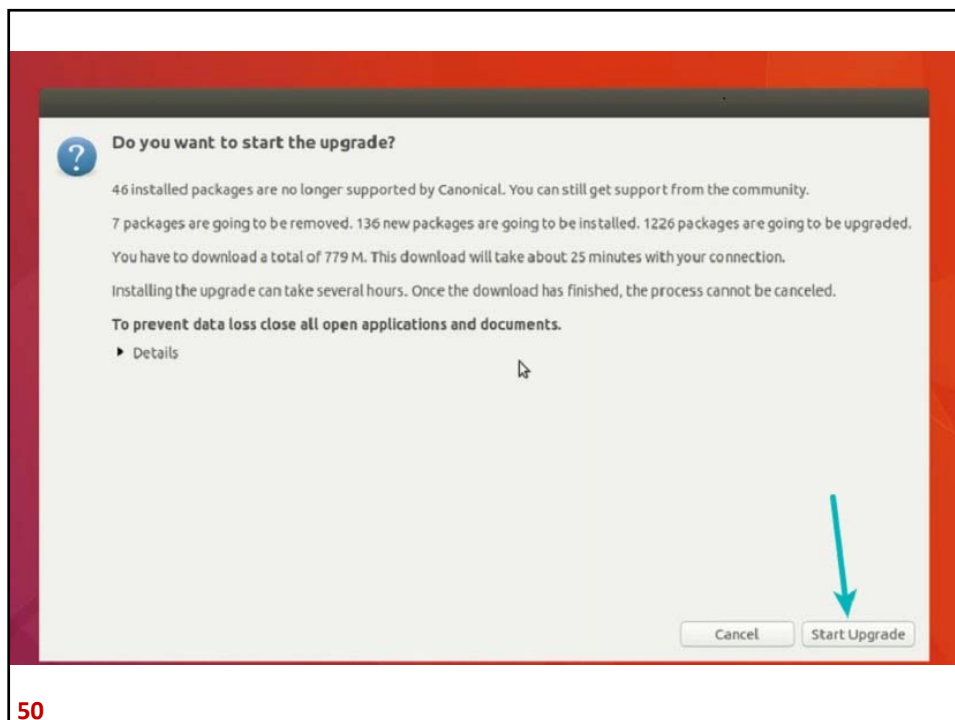 Do you want to start the upgrade?
46 installed packages are no longer supported by Canonical. You can still get support from the community.
7 packages are going to be removed. 136 new packages are going to be installed. 1226 packages are going to be upgraded.
You have to download a total of 779 M. This download will take about 25 minutes with your connection.
Installing the upgrade can take several hours. Once the download has finished, the process cannot be canceled.
To prevent data loss close all open applications and documents.
Details
Cancel
Start Upgrade
50